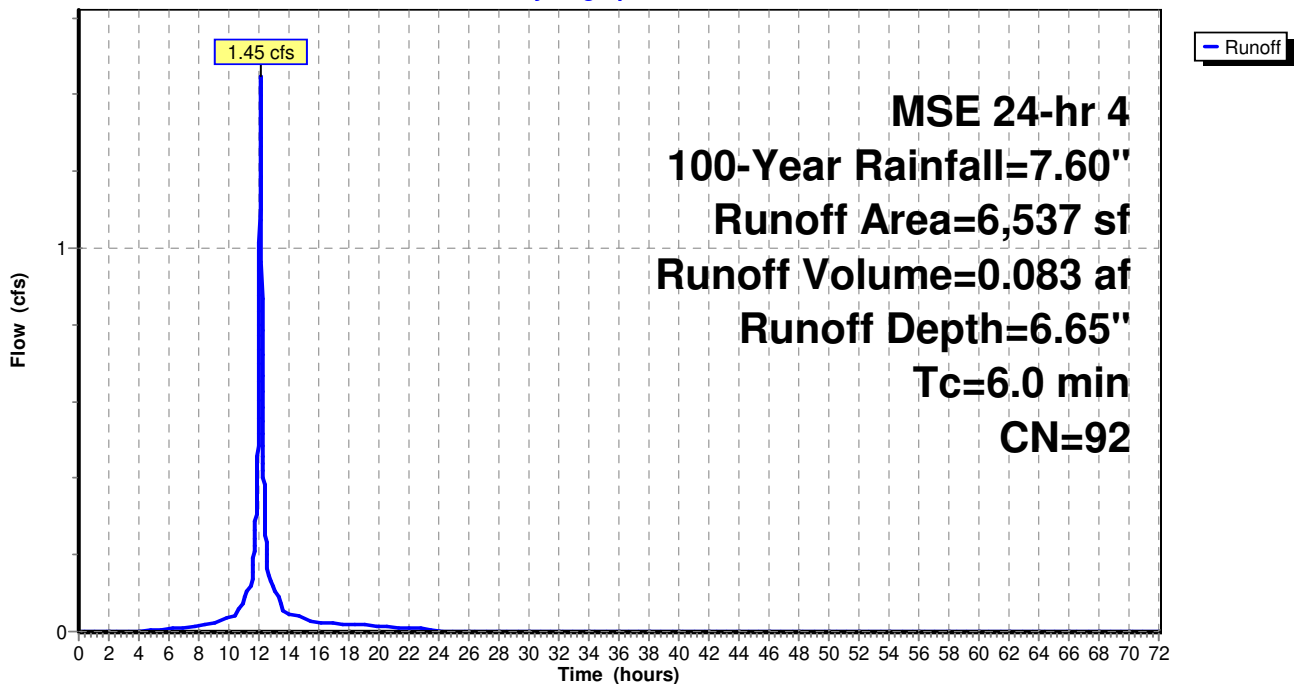 1.45 cfs
Runoff
MSE 24-hr 4
100-Year Rainfall=7.60"
Runoff Area=6,537 sf
Runoff Volume=0.083 af
Runoff Depth=6.65"
Tc=6.0 min
CN=92
Flow (cfs)
1
0
0 2 4 6 8 10 12 14 16 18 20 22 24 26 28 30 32 34 36 38 40 42 44 46 48 50 52 54 56 58 60 62 64 66 68 70 72
Time (hours)